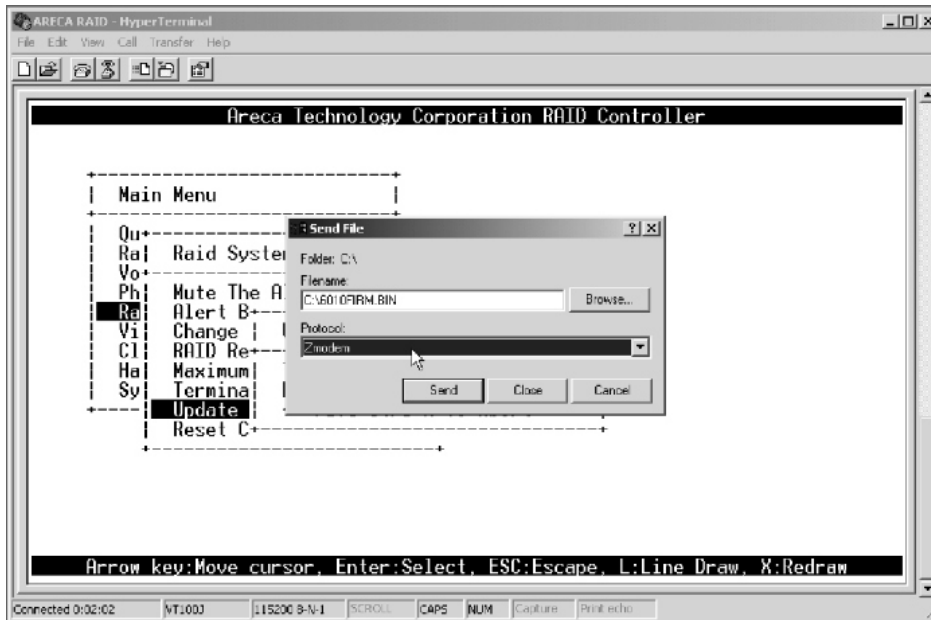 ARECA RAID - HyperTerminal
File Edit View Call Transfer Help
Areca Technology Corporation RAID Controller
Main Menu
Qu
Ra
Raid System
Vo
Ph
Mute The A
Ra
Alert B
Vi
Change
Cl
RAID Re
Ha
Maximum
Sy
Termina
Update
Reset C
Send File
Folder: C:\
Filename:
C:\6010FIRM.BIN
Browse...
Protocol:
Zmodem
Send Close Cancel
Arrow key:Move cursor, Enter:Select, ESC:Escape, L:Line Draw, X:Redraw
Connected 0:02:02 VT100J 115200 8-N-1 SCROLL CAPS NUM Capture Print echo